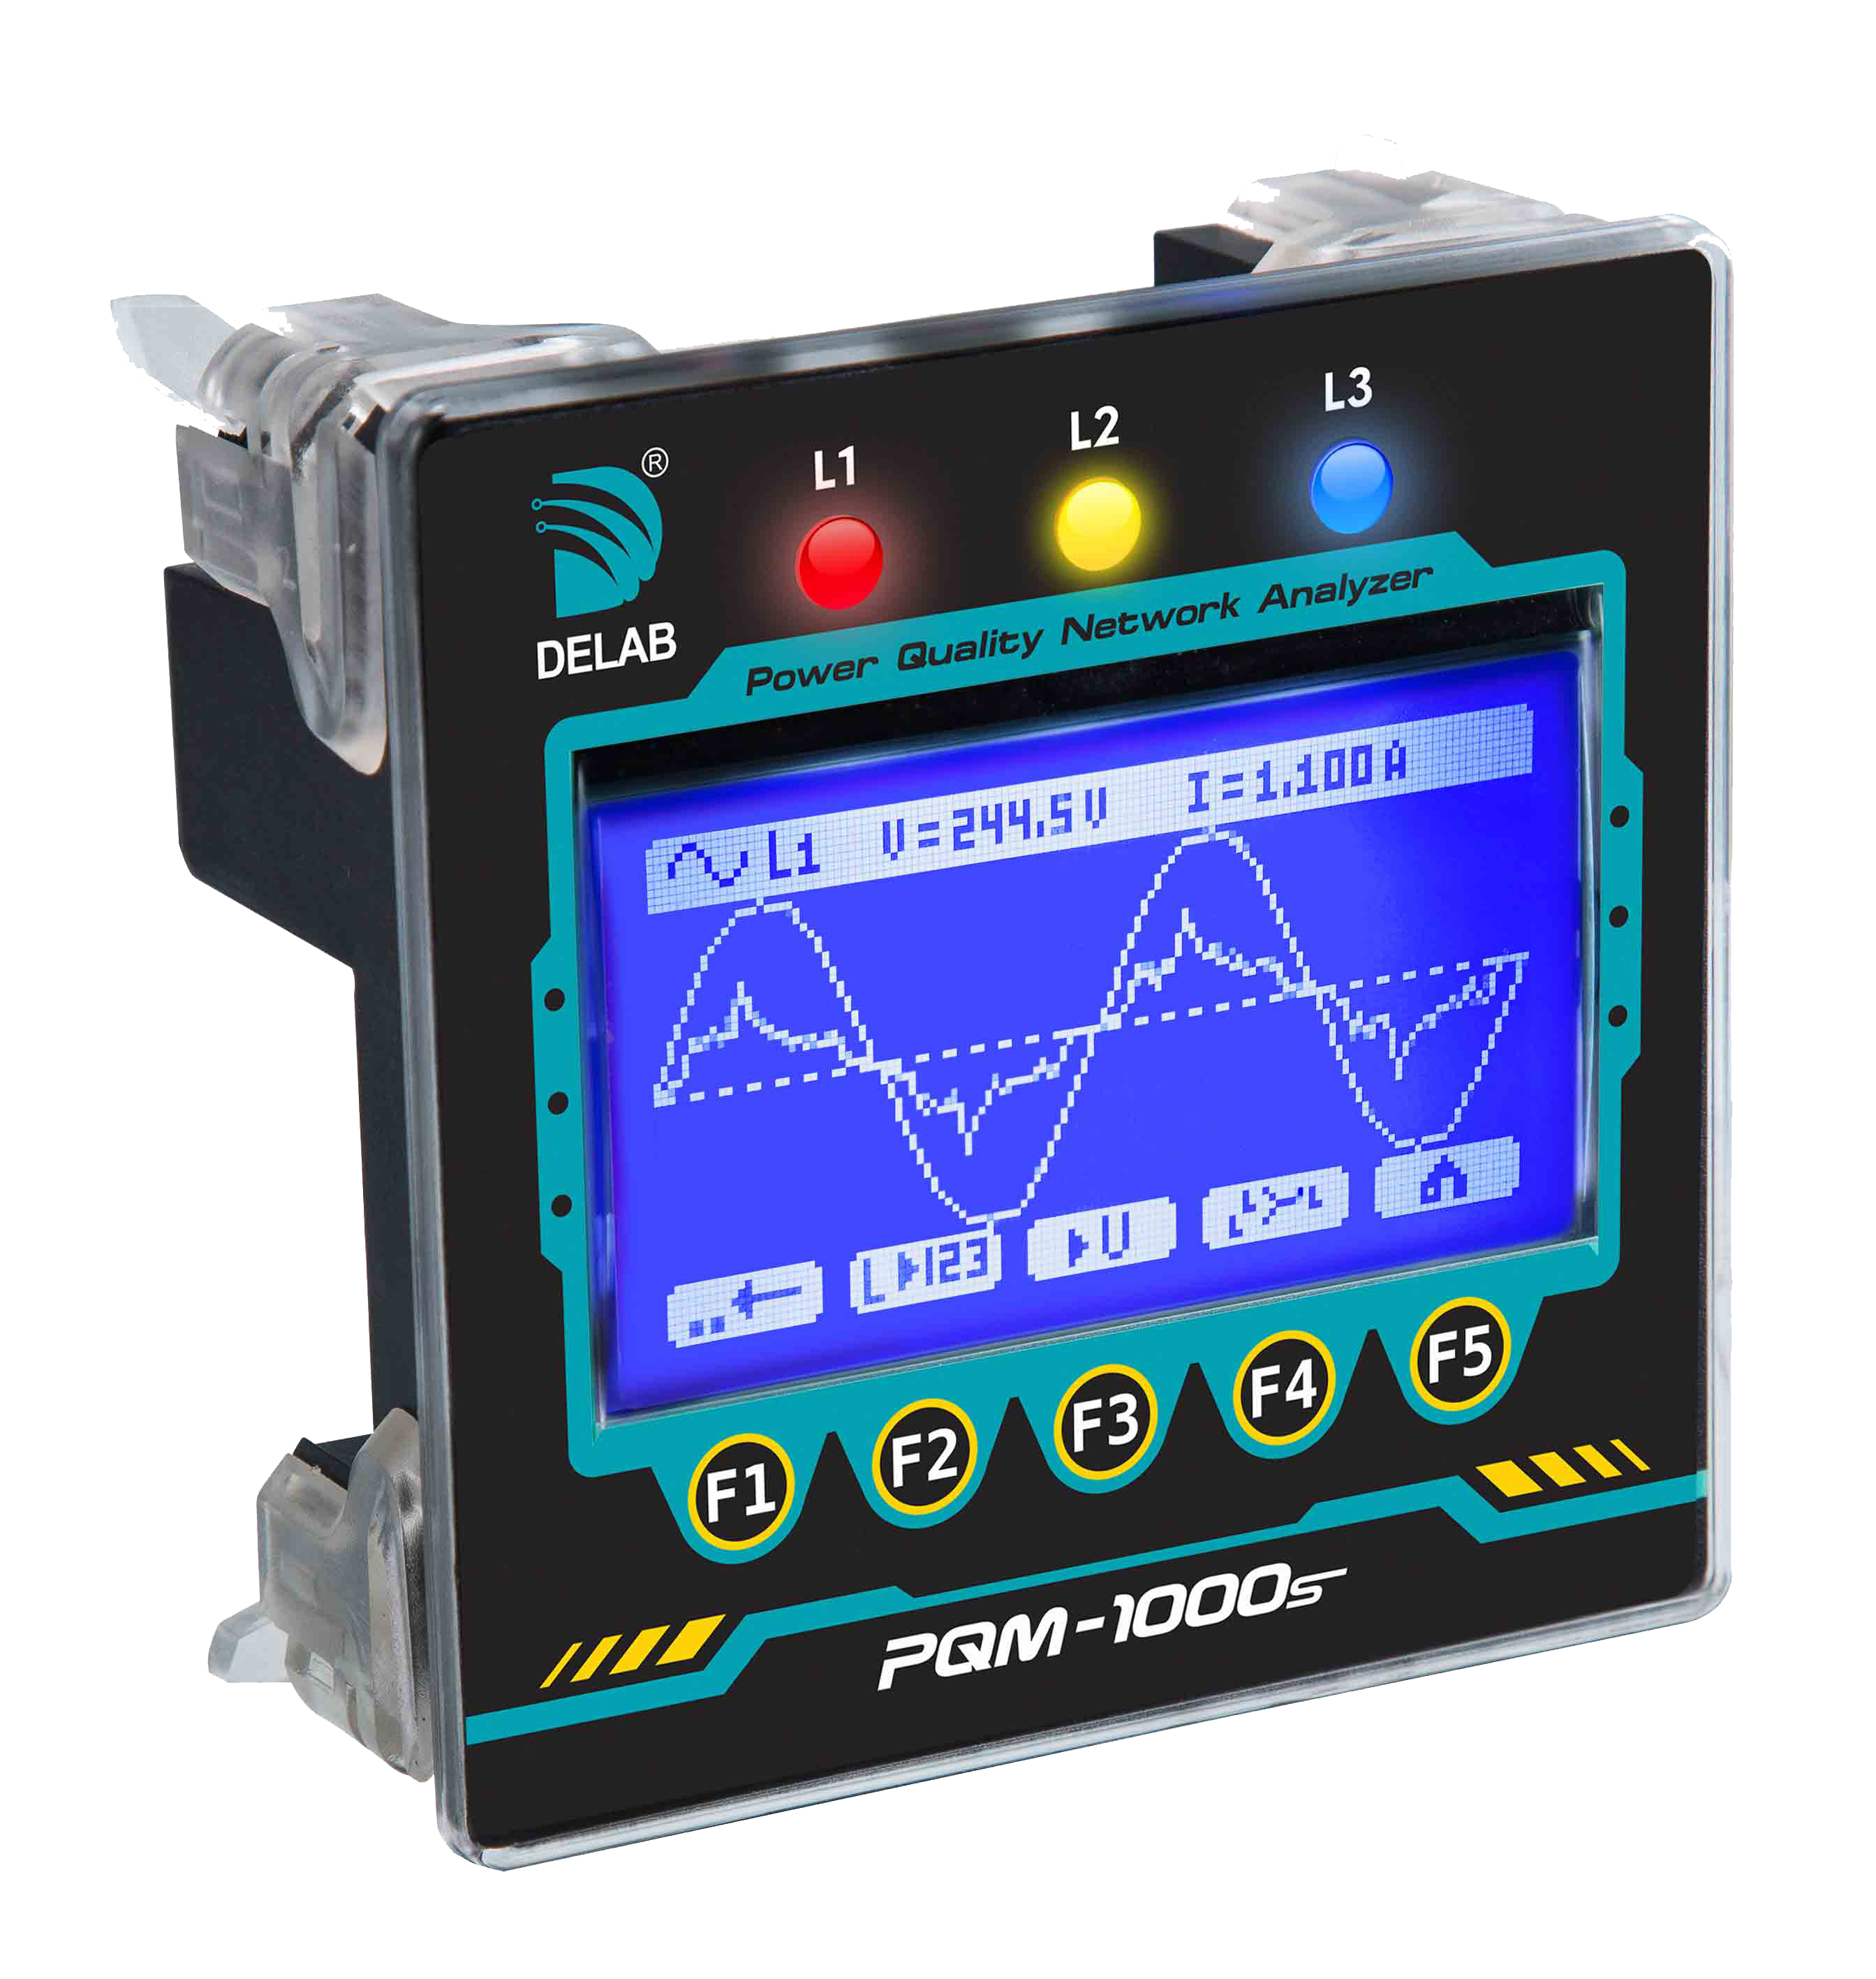 ®
DELAB
L1
L2
L3
Power Quality Network Analyzer
L1 V=244.5V I=1.100A
L 123
U
F1
F2
F3
F4
F5
PQM-1000s